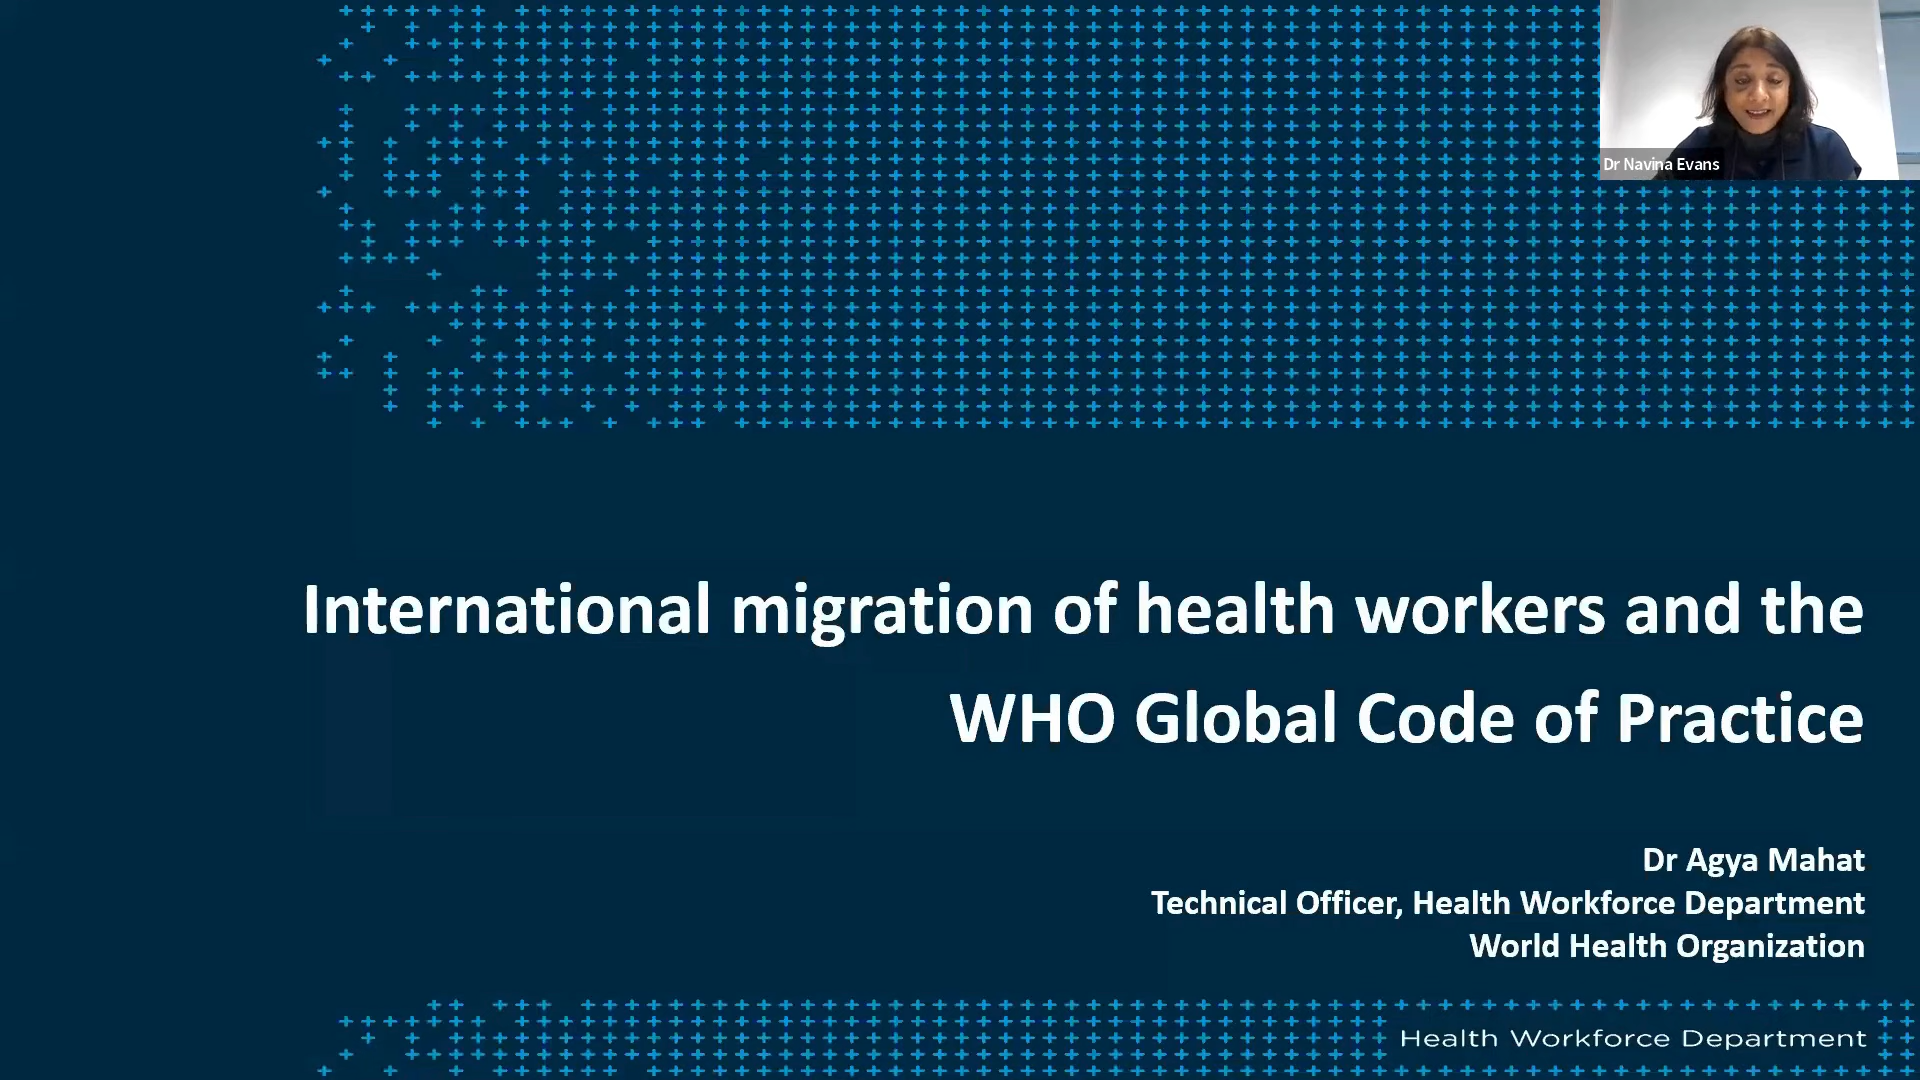 Dr Navina Evans
International migration of health workers and the
WHO Global Code of Practice
Dr Agya Mahat
Technical Officer, Health Workforce Department
World Health Organization
Health Workforce Department